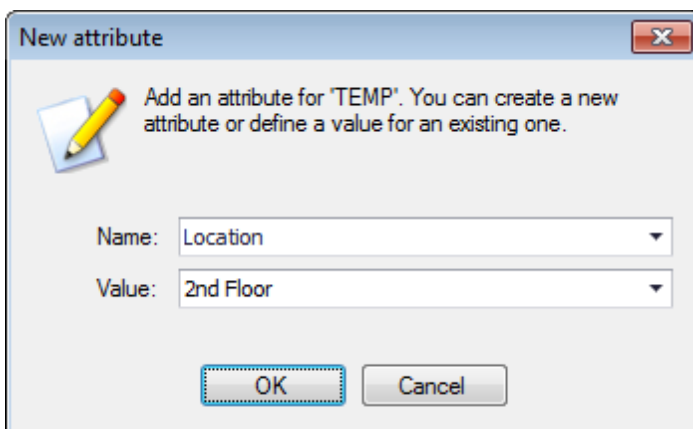 New attribute
Add an attribute for "TEMP". You can create a new
attribute or define a value for an existing one.
Name: Location
Value: 2nd Floor
OK Cancel